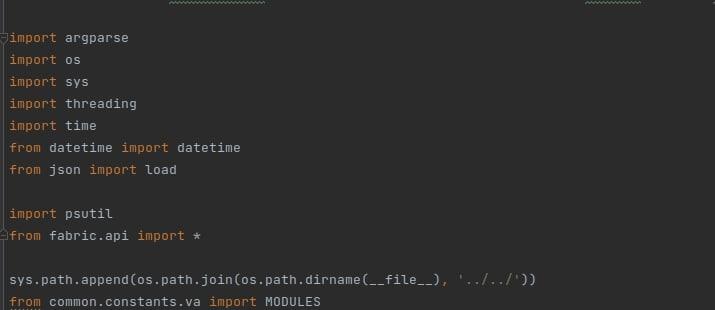 import argparse
import os
import sys
import threading
import time
from datetime import datetime
from json import load
import psutil
from fabric.api import *
sys.path.append(os.path.join(os.path.dirname(__file__), '../../'))
from common.constants.va import MODULES